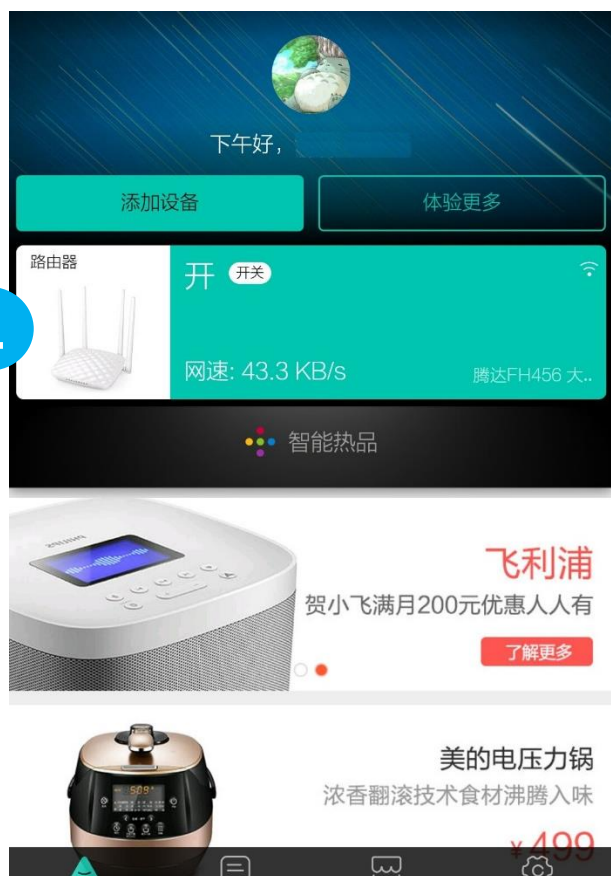 下午好，
添加设备
体验更多
路由器
开 开关
网速: 43.3 KB/s
腾达FH456 大..
智能热品
PHILIPS
飞利浦
贺小飞满月200元优惠人人有
了解更多
美的电压力锅
浓香翻滚技术食材沸腾入味
¥499